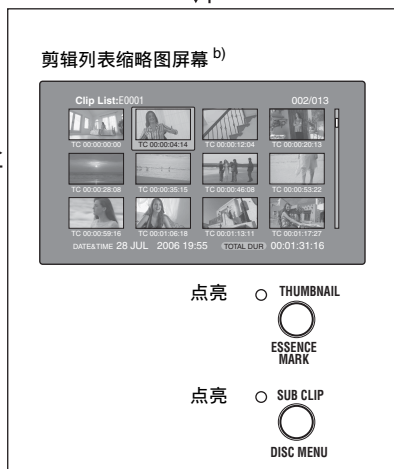 剪辑列表缩略图屏幕 b)
Clip List:E0001 002/013
TC 00:00:00:00 TC 00:00:04:14 TC 00:00:12:04 TC 00:00:20:13
TC 00:00:28:08 TC 00:00:35:15 TC 00:00:46:08 TC 00:00:53:22
TC 00:00:59:16 TC 00:01:06:18 TC 00:01:13:11 TC 00:01:17:27
DATE&TIME 28 JUL 2006 19:55 TOTAL DUR 00:01:31:16
点亮 THUMBNAIL
ESSENCE
MARK
点亮 SUB CLIP
DISC MENU